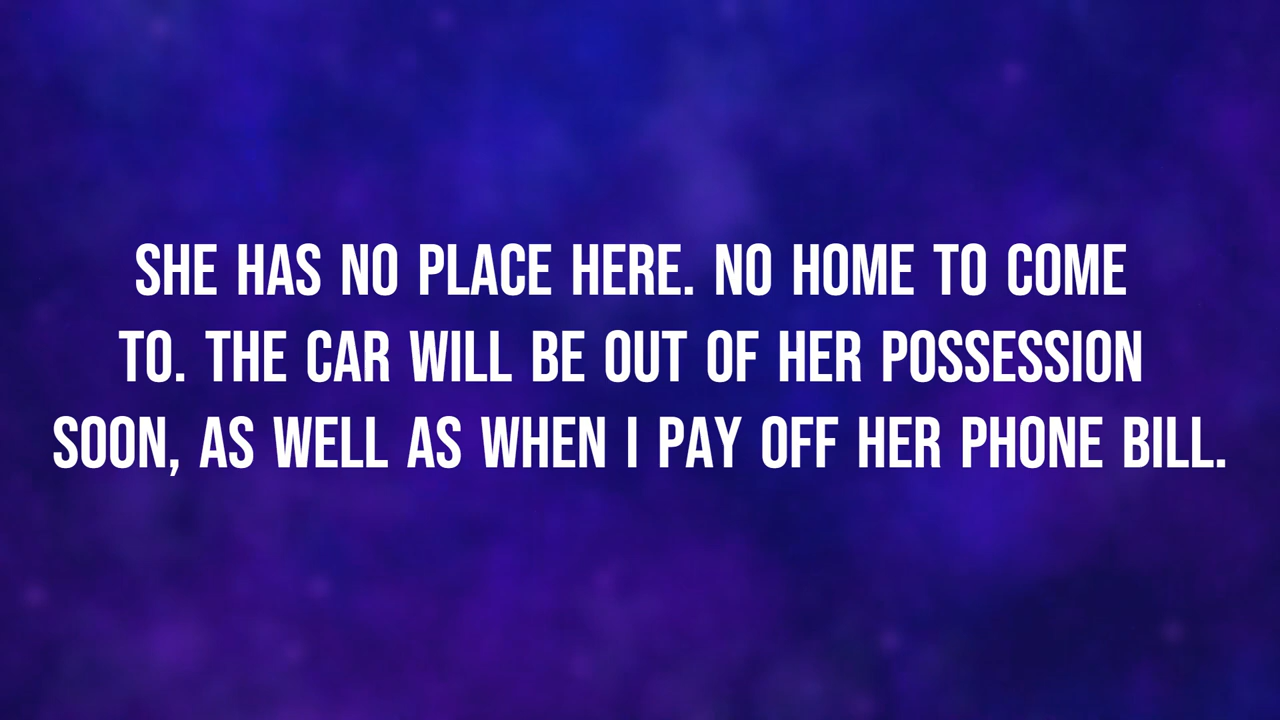 SHE HAS NO PLACE HERE. NO HOME TO COME
TO. THE CAR WILL BE OUT OF HER POSSESSION
SOON, AS WELL AS WHEN I PAY OFF HER PHONE BILL.